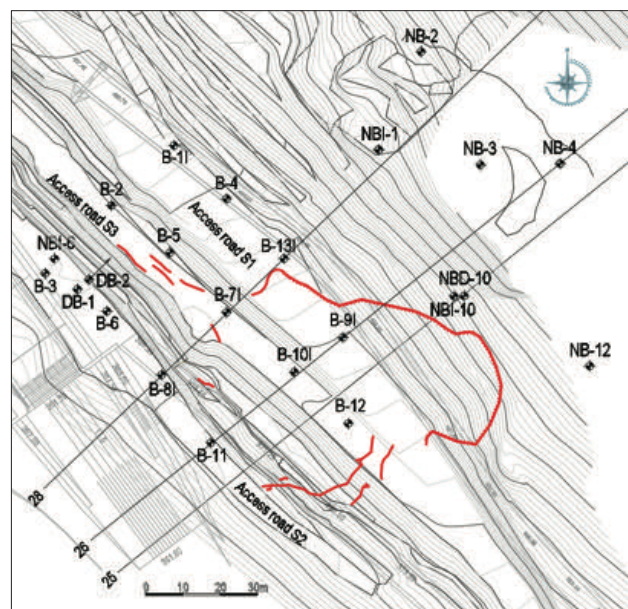 NB-2
NBI-1
B-1I
NB-3
NB-4
B-2
B-4
Access road S1
Access road S3
B-5
B-13I
NBI-6
B-3
DB-2
DB-1
B-6
B-7I
NBD-10
NBI-10
B-9I
NB-12
B-10I
B-8I
B-12
B-11
28
Access road S2
26
25
0 10 20 30m